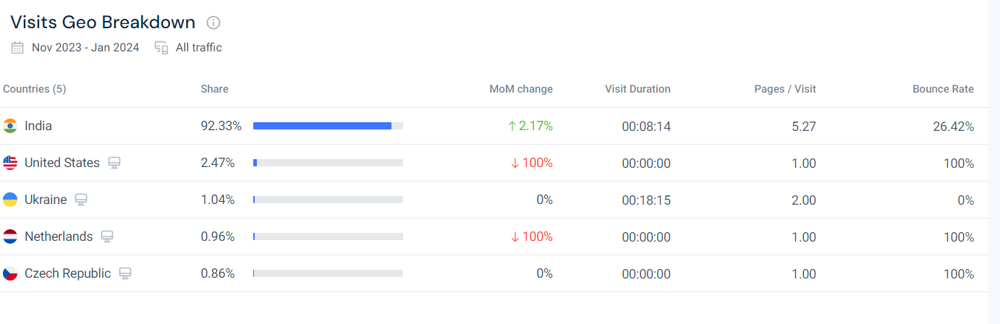 Visits Geo Breakdown
Nov 2023 - Jan 2024 All traffic
Countries (5) Share MoM change Visit Duration Pages / Visit Bounce Rate
India 92.33% ↑ 2.17% 00:08:14 5.27 26.42%
United States 2.47% ↓ 100% 00:00:00 1.00 100%
Ukraine 1.04% 0% 00:18:15 2.00 0%
Netherlands 0.96% ↓ 100% 00:00:00 1.00 100%
Czech Republic 0.86% 0% 00:00:00 1.00 100%